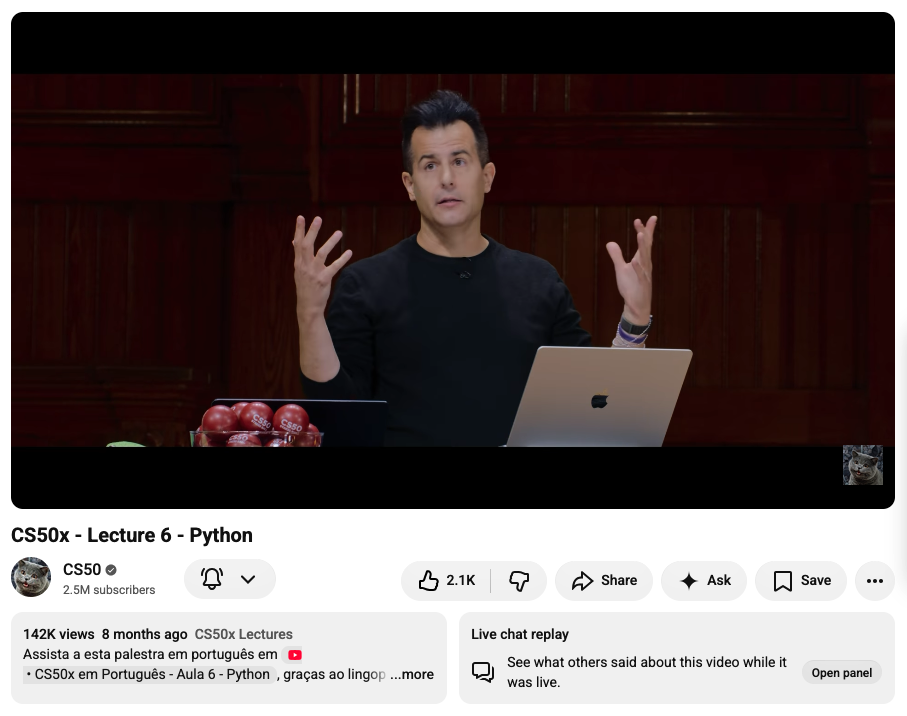 CS50
CS50
CS50x - Lecture 6 - Python
CS50
2.5M subscribers
2.1K
Share
Ask
Save
142K views 8 months ago CS50x Lectures
Assista a esta palestra em português em
• CS50x em Português - Aula 6 - Python , graças ao lingop ...more
Live chat replay
See what others said about this video while it
was live.
Open panel